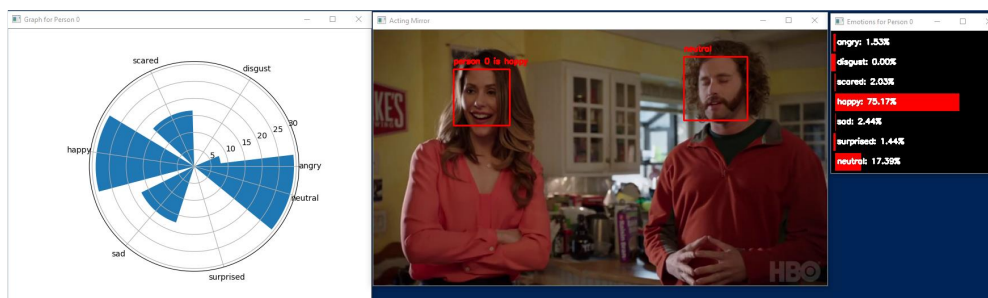 Graph for Person 0
scared
disgust
30
25
20
15
10
5
happy
angry
neutral
sad
surprised
Acting Mirror
person 0 is happy
neutral
KES
HBO
Emotions for Person 0
angry: 1.53%
disgust: 0.00%
scared: 2.03%
happy: 75.17%
sad: 2.44%
surprised: 1.44%
neutral: 17.39%